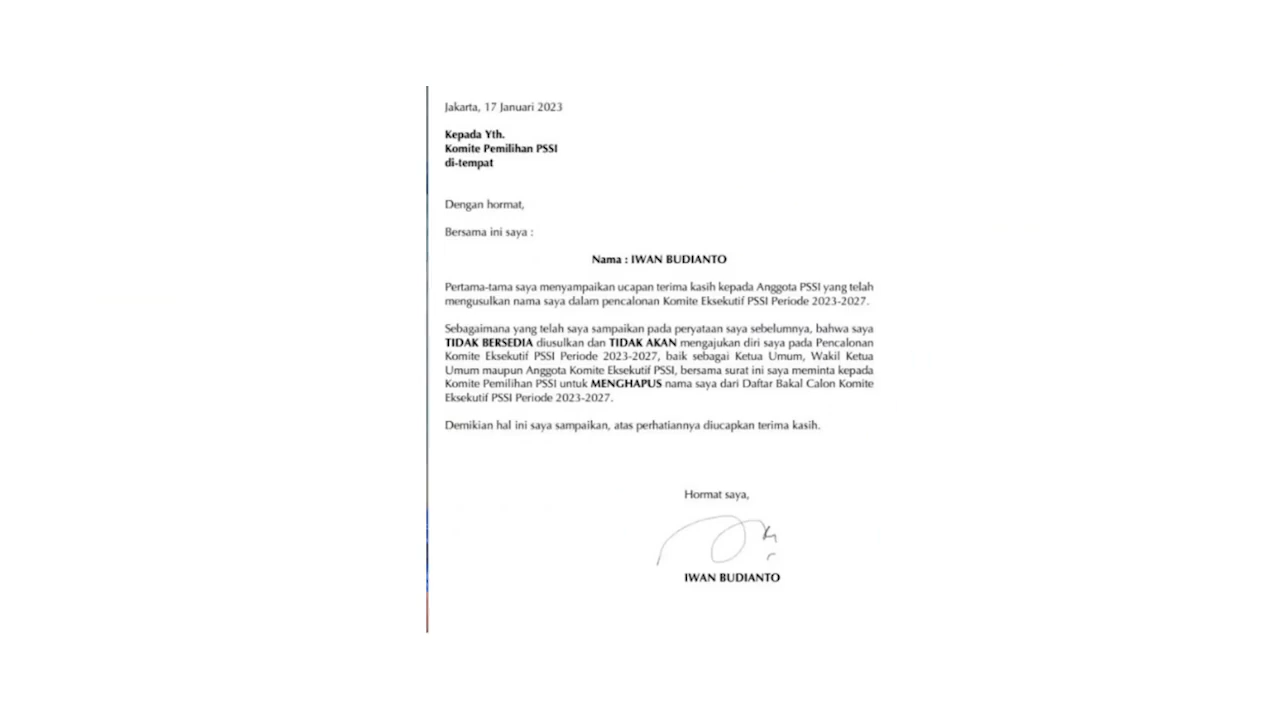 Jakarta, 17 Januari 2023
Kepada Yth.
Komite Pemilihan PSSI
di-tempat
Dengan hormat,
Bersama ini saya :
Nama : IWAN BUDIANTO
Pertama-tama saya menyampaikan ucapan terima kasih kepada Anggota PSSI yang telah
mengusulkan nama saya dalam pencalonan Komite Eksekutif PSSI Periode 2023-2027.
Sebagaimana yang telah saya sampaikan pada peryataan saya sebelumnya, bahwa saya
TIDAK BERSEDIA diusulkan dan TIDAK AKAN mengajukan diri saya pada Pencalonan
Komite Eksekutif PSSI Periode 2023-2027, baik sebagai Ketua Umum, Wakil Ketua
Umum maupun Anggota Komite Eksekutif PSSI, bersama surat ini saya meminta kepada
Komite Pemilihan PSSI untuk MENGHAPUS nama saya dari Daftar Bakal Calon Komite
Eksekutif PSSI Periode 2023-2027.
Demikian hal ini saya sampaikan, atas perhatiannya diucapkan terima kasih.
Hormat saya,
IWAN BUDIANTO